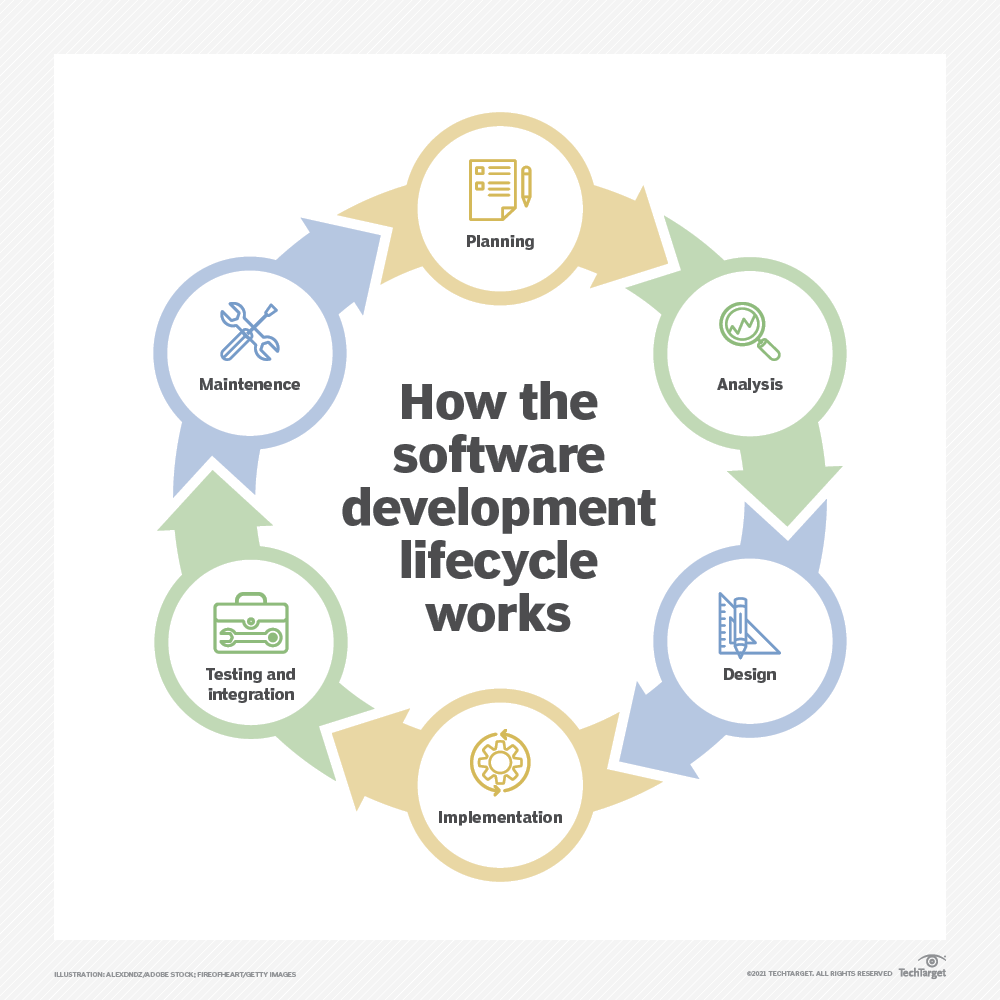 Planning
Analysis
Maintenence
How the
software
development
lifecycle
works
Design
Testing and
integration
Implementation
ILLUSTRATION: ALEXDNDZ/ADOBE STOCK; FIREOFHEART/GETTY IMAGES
©2021 TECHTARGET. ALL RIGHTS RESERVED
TechTarget